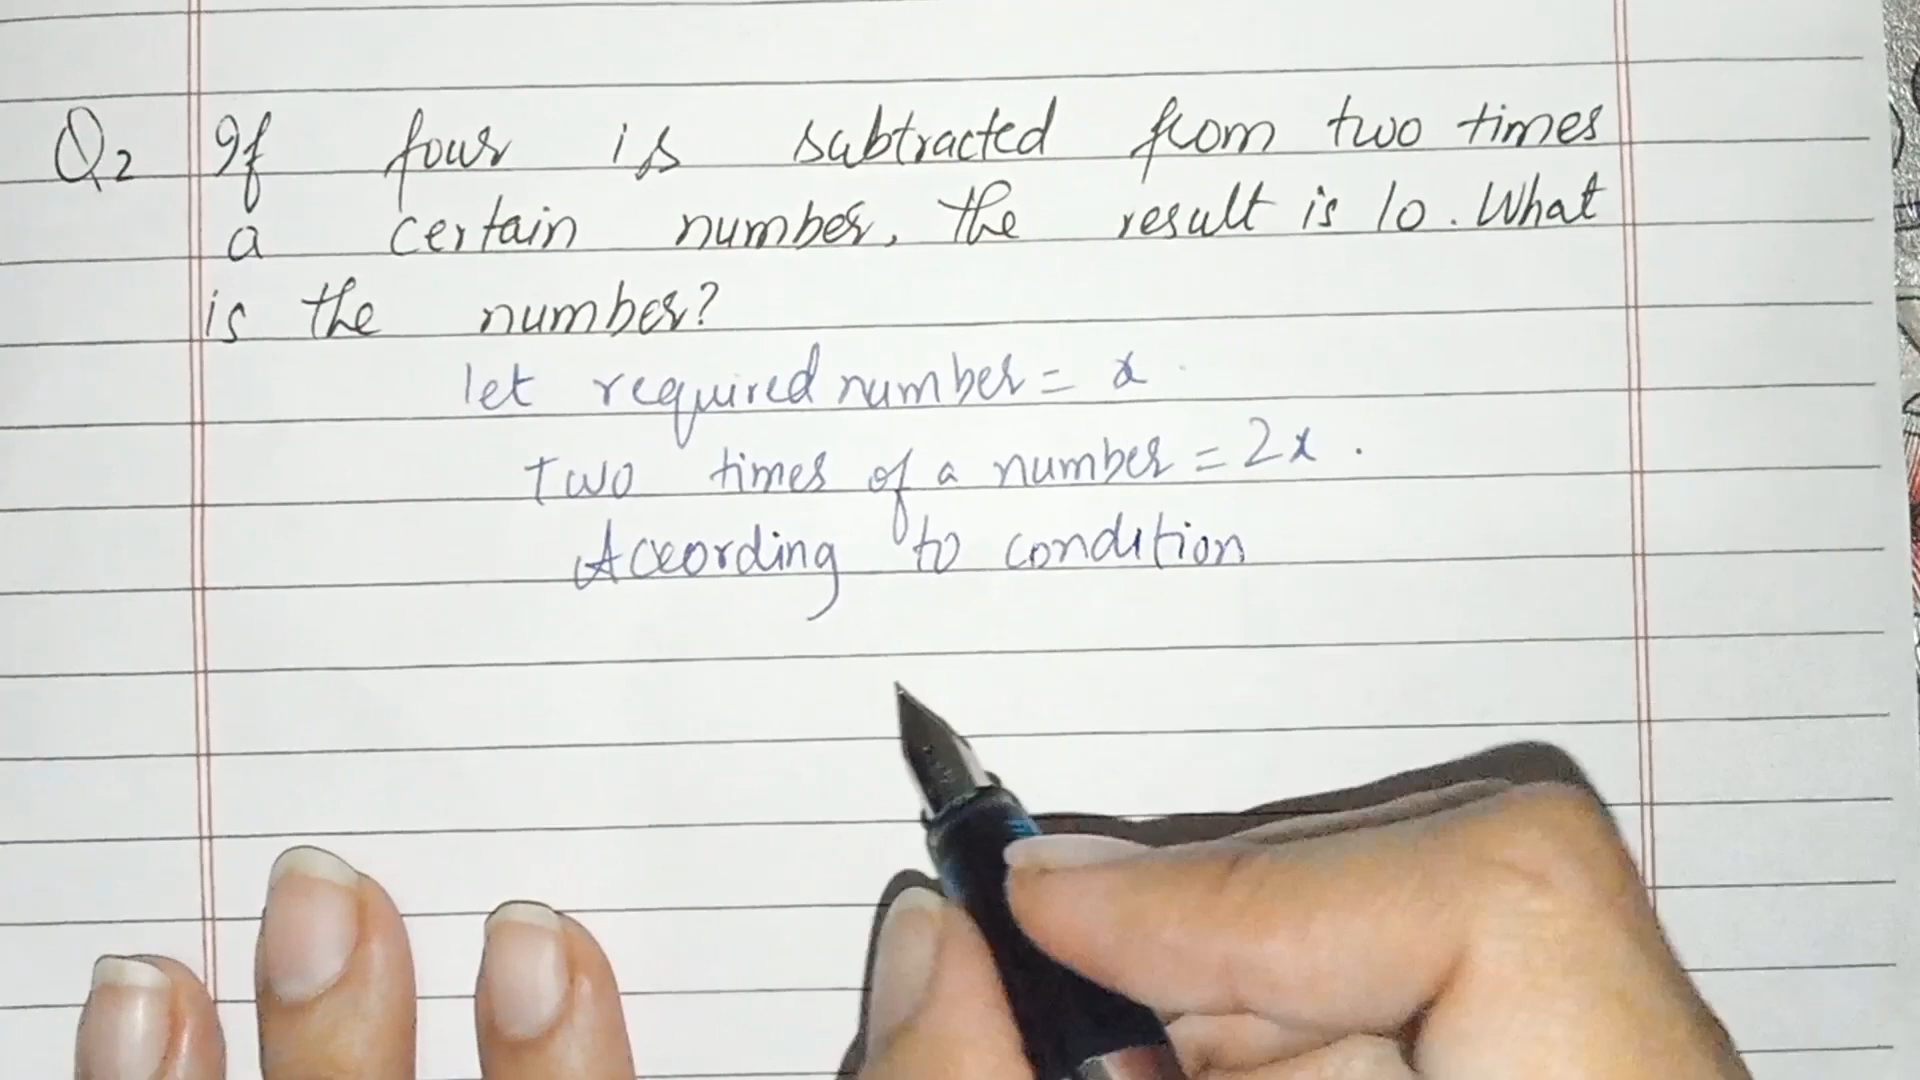 Q2 If four is subtracted from two times
a certain number, the result is 10. What
is the number?
let required number = x
two times of a number = 2x.
According to condition